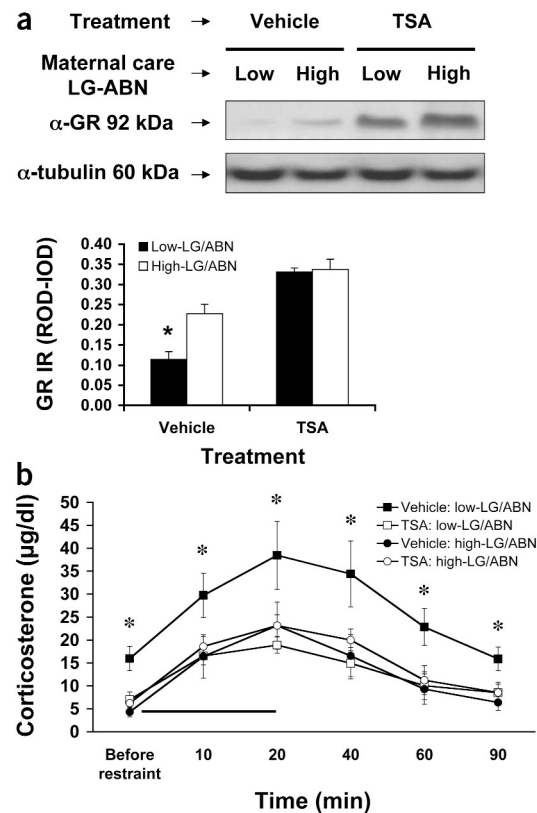 a
Treatment → Vehicle TSA
Maternal care
LG-ABN → Low High Low High
α-GR 92 kDa →
α-tubulin 60 kDa →
GR IR (ROD-IOD)
0.40
0.35
0.30
0.25
0.20
0.15
0.10
0.05
0.00
Low-LG/ABN
High-LG/ABN
*
Vehicle TSA
Treatment
b
Corticosterone (µg/dl)
50
45
40
35
30
25
20
15
10
5
0
Vehicle: low-LG/ABN
TSA: low-LG/ABN
Vehicle: high-LG/ABN
TSA: high-LG/ABN
* * * * * *
Before
restraint 10 20 40 60 90
Time (min)